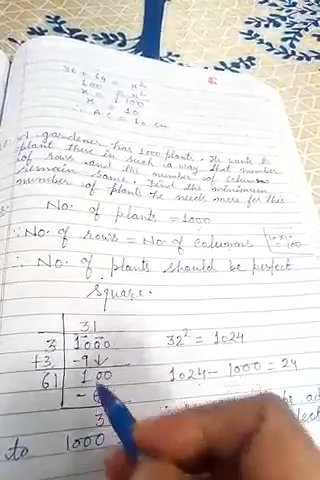 36 + 64 = x²
100 = x²
x = √100
x = 10
∴ AC = 10 cm
A gardener has 1000 plants. He wants to
plant these in such a way that number
of rows and the number of columns
remain same. Find the minimum
number of plants he needs more for this
No. of plants = 1000
∵ No. of rows = No. of columns
= 100
∴ No. of plants should be perfect
square.
31
3 1000 32² = 1024
+3 -9↓
61 100 1024 - 1000 = 24
- 6
3
to 1000